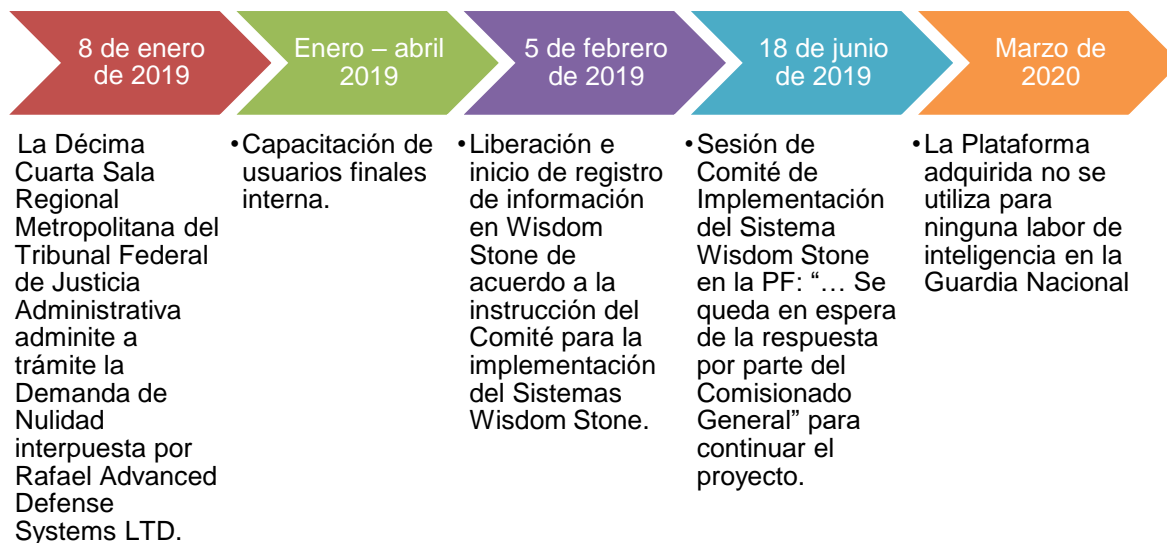 8 de enero
de 2019
La Décima
Cuarta Sala
Regional
Metropolitana del
Tribunal Federal
de Justicia
Administrativa
adminite a
trámite la
Demanda de
Nulidad
interpuesta por
Rafael Advanced
Defense
Systems LTD.
Enero – abril
2019
•Capacitación de
usuarios finales
interna.
5 de febrero
de 2019
•Liberación e
inicio de registro
de información
en Wisdom
Stone de
acuerdo a la
instrucción del
Comité para la
implementación
del Sistemas
Wisdom Stone.
18 de junio
de 2019
•Sesión de
Comité de
Implementación
del Sistema
Wisdom Stone
en la PF: “… Se
queda en espera
de la respuesta
por parte del
Comisionado
General” para
continuar el
proyecto.
Marzo de
2020
•La Plataforma
adquirida no se
utiliza para
ninguna labor de
inteligencia en la
Guardia Nacional